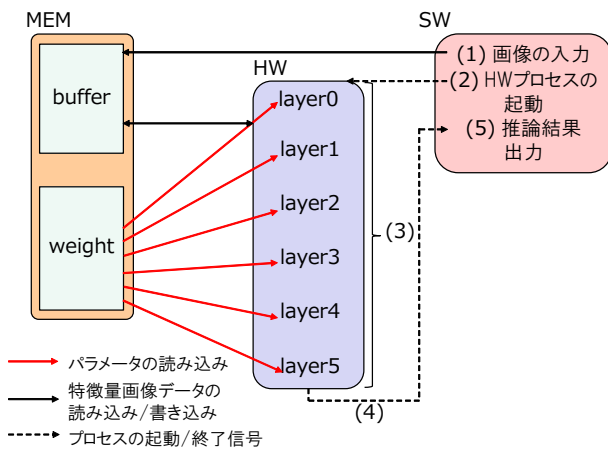 MEM
SW
HW
buffer
weight
layer0
layer1
layer2
layer3
layer4
layer5
(1) 画像の入力
(2) HWプロセスの
起動
(5) 推論結果
出力
(3)
(4)
パラメータの読み込み
特徴量画像データの
読み込み/書き込み
プロセスの起動/終了信号